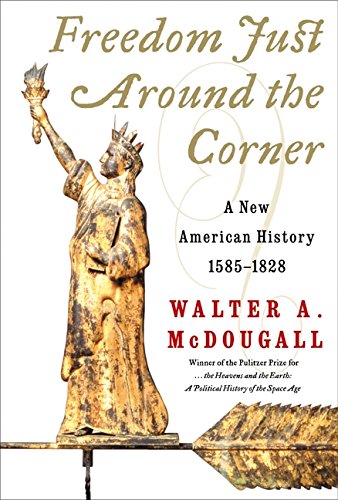 Freedom Just
Around the
Corner
A New
American History
1585–1828
WALTER A.
McDOUGALL
Winner of the Pulitzer Prize for
...the Heavens and the Earth:
A Political History of the Space Age